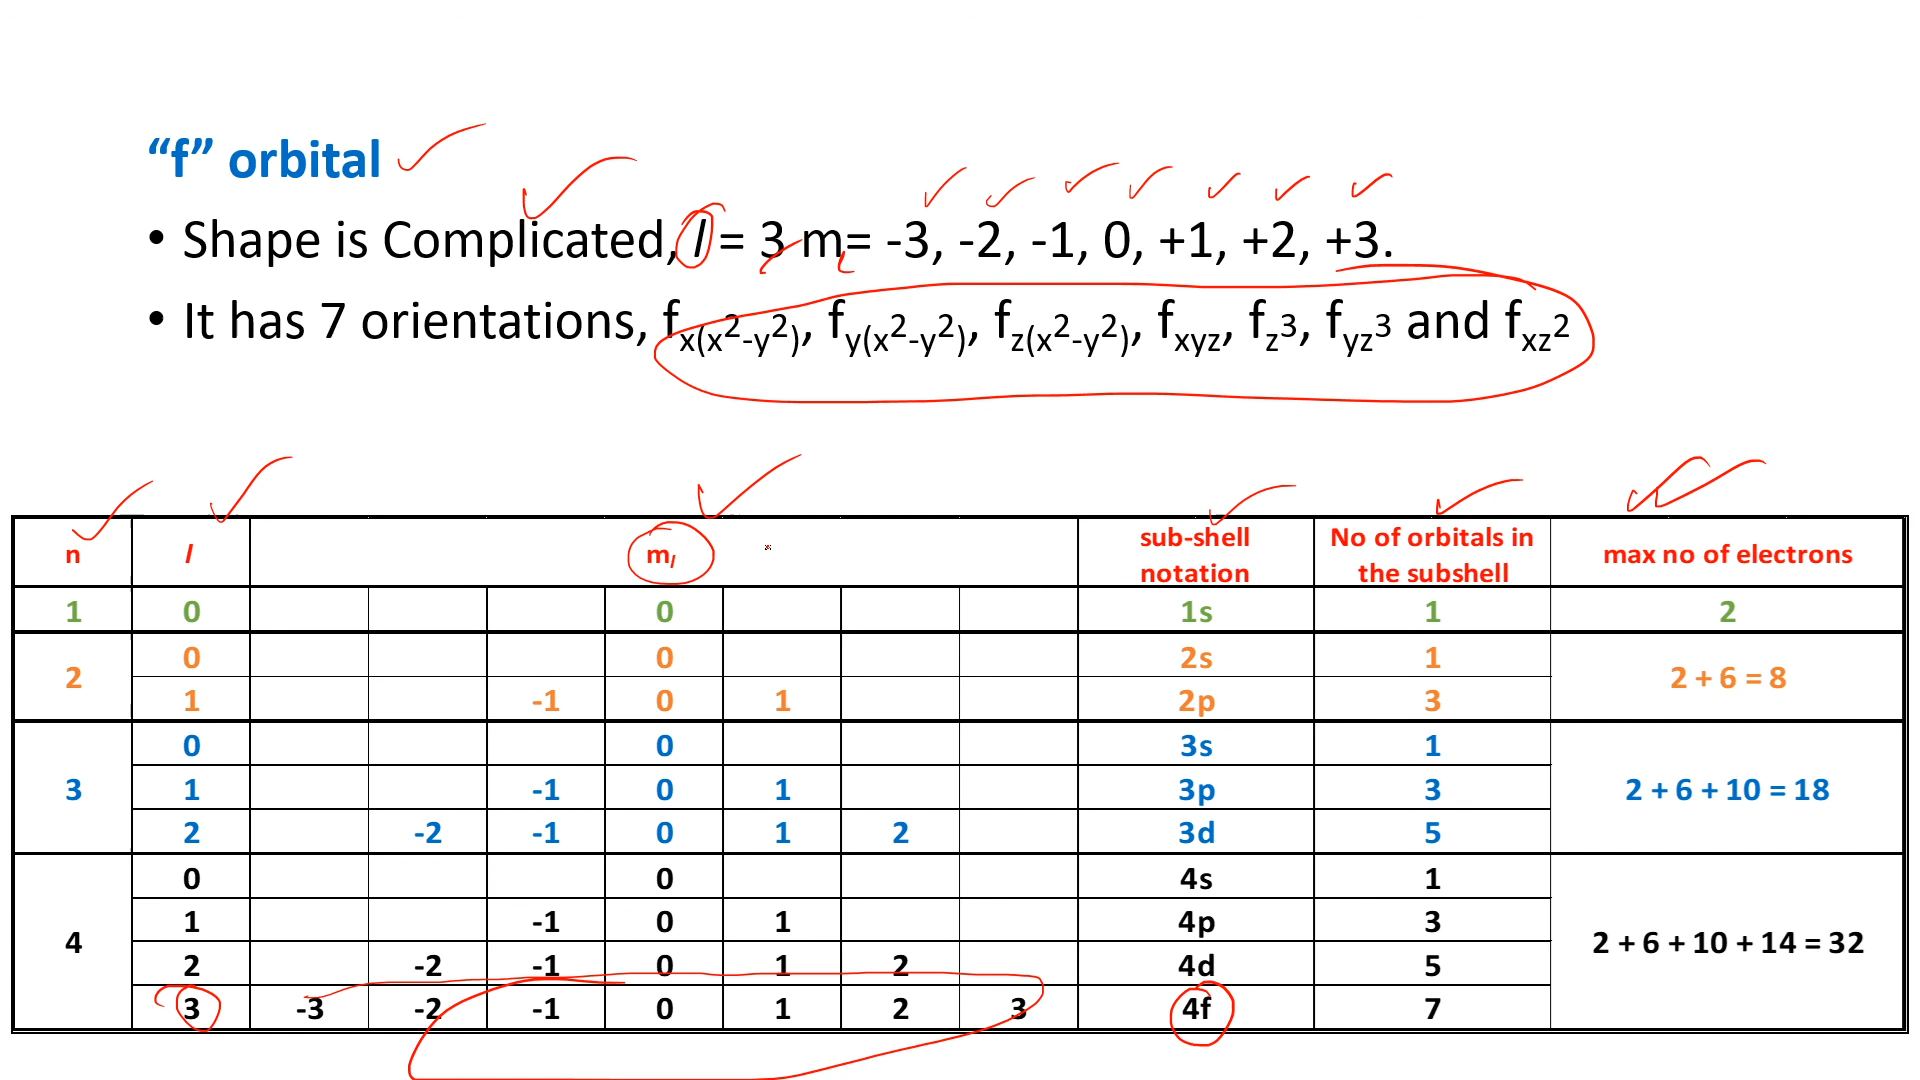 “f” orbital
• Shape is Complicated, l = 3 m= -3, -2, -1, 0, +1, +2, +3.
• It has 7 orientations, fx(x2-y2), fy(x2-y2), fz(x2-y2), fxyz, fz3, fyz3 and fxz2
n l ml sub-shell notation No of orbitals in the subshell max no of electrons
1 0 0 1s 1 2
2 0 0 2s 1 2 + 6 = 8
1 -1 0 1 2p 3
3 0 0 3s 1 2 + 6 + 10 = 18
1 -1 0 1 3p 3
2 -2 -1 0 1 2 3d 5
4 0 0 4s 1 2 + 6 + 10 + 14 = 32
1 -1 0 1 4p 3
2 -2 -1 0 1 2 4d 5
3 -3 -2 -1 0 1 2 3 4f 7